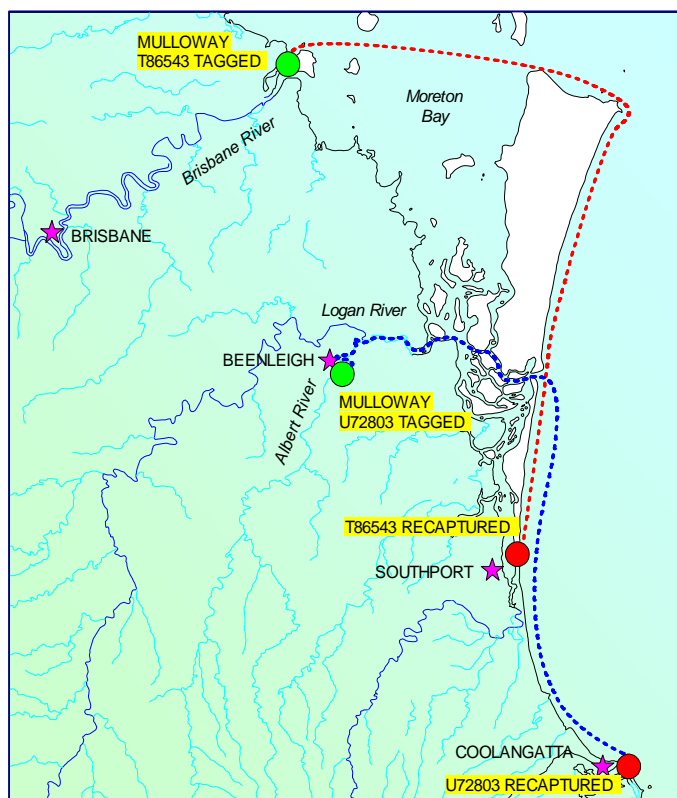 MULLOWAY
T86543 TAGGED
Moreton
Bay
Brisbane River
BRISBANE
Logan River
BEENLEIGH
Albert River
MULLOWAY
U72803 TAGGED
T86543 RECAPTURED
SOUTHPORT
COOLANGATTA
U72803 RECAPTURED